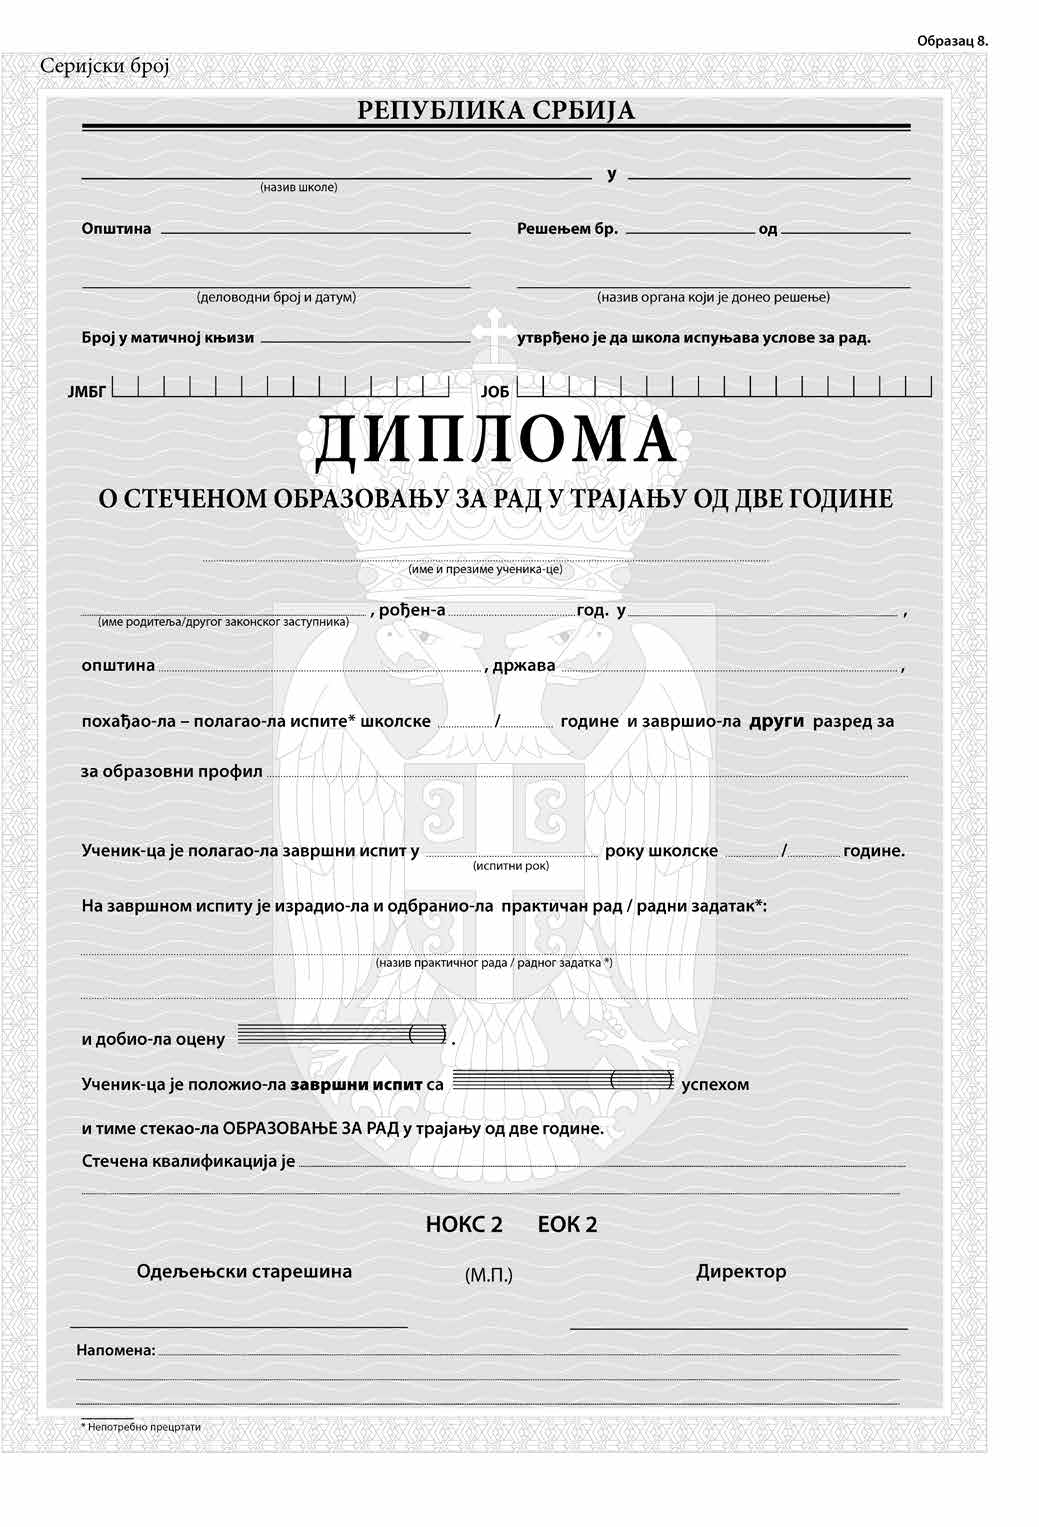 Образац 8.
Серијски број
РЕПУБЛИКА СРБИЈА
у
(назив школе)
Општина Решењем бр. од
(деловодни број и датум) (назив органа који је донео решење)
Број у матичној књизи утврђено је да школа испуњава услове за рад.
ЈМБГ ЈОБ
ДИПЛОМА
О СТЕЧЕНОМ ОБРАЗОВАЊУ ЗА РАД У ТРАЈАЊУ ОД ДВЕ ГОДИНЕ
(име и презиме ученика-це)
, рођен-а год. у ,
(име родитеља/другог законског заступника)
општина , држава ,
похађао-ла – полагао-ла испите* школске / године и завршио-ла други разред за
за образовни профил
Ученик-ца је полагао-ла завршни испит у року школске / године.
(испитни рок)
На завршном испиту је израдио-ла и одбранио-ла практичан рад / радни задатак*:
(назив практичног рада / радног задатка *)
и добио-ла оцену ( ) .
Ученик-ца је положио-ла завршни испит са ( ) успехом
и тиме стекао-ла ОБРАЗОВАЊЕ ЗА РАД у трајању од две године.
Стечена квалификација је
НОКС 2 ЕОК 2
Одељењски старешина (М.П.) Директор
Напомена:
* Непотребно прецртати